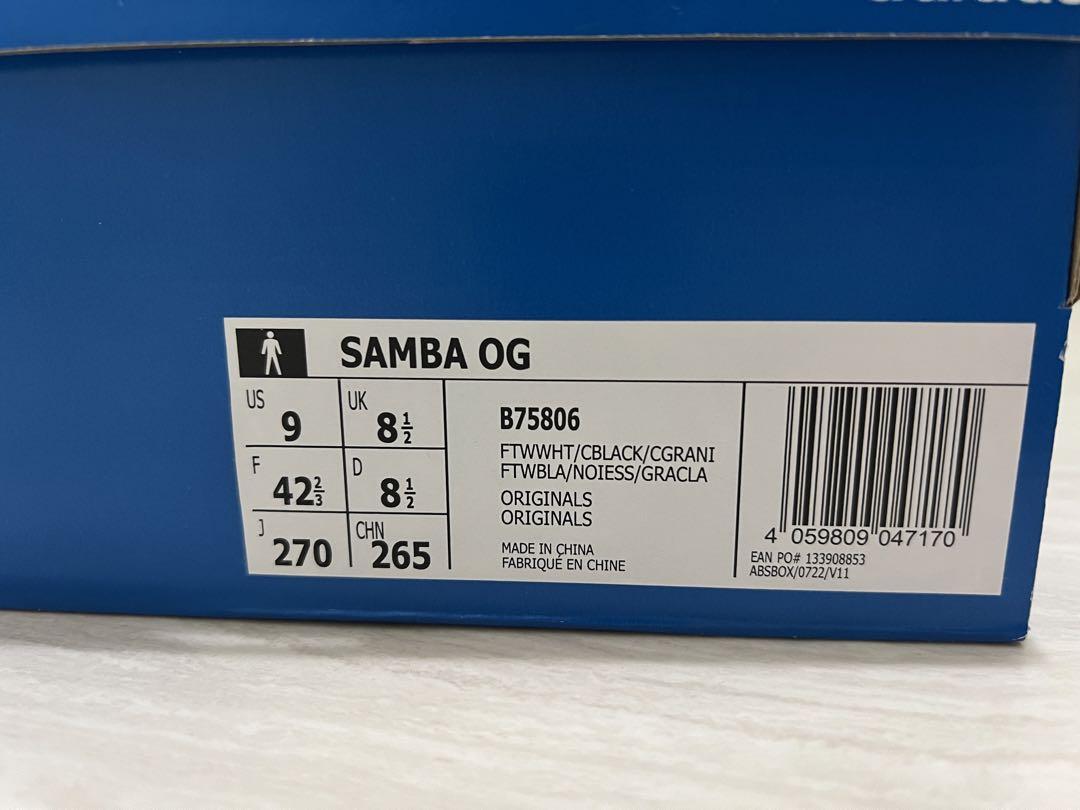 SAMBA OG
US 9 UK 8 1/2
F 42 2/3 D 8 1/2
J 270 CHN 265
B75806
FTWWHT/CBLACK/CGRANI
FTWBLA/NOIESS/GRACLA
ORIGINALS
ORIGINALS
MADE IN CHINA
FABRIQUÉ EN CHINE
4 059809 047170
EAN PO# 133908853
ABSBOX/0722/V11